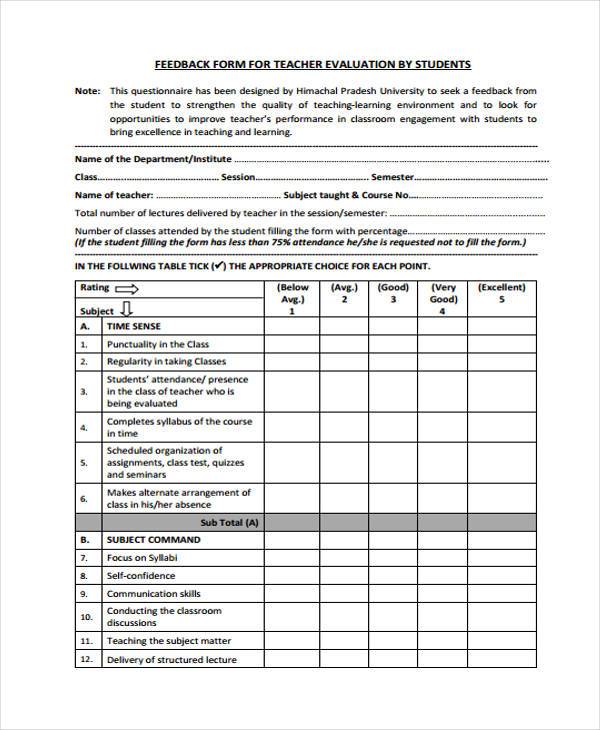 FEEDBACK FORM FOR TEACHER EVALUATION BY STUDENTS
Note: This questionnaire has been designed by Himachal Pradesh University to seek a feedback from
the student to strengthen the quality of teaching-learning environment and to look for
opportunities to improve teacher's performance in classroom engagement with students to
bring excellence in teaching and learning.
Name of the Department/Institute ..........................................................................................
Class..................................... Session..................................... Semester.....................................
Name of teacher: ..................................... Subject taught & Course No.....................................
Total number of lectures delivered by teacher in the session/semester: .....................................
Number of classes attended by the student filling the form with percentage.....................................
(If the student filling the form has less than 75% attendance he/she is requested not to fill the form.)
IN THE FOLLWING TABLE TICK (✓) THE APPROPRIATE CHOICE FOR EACH POINT.
Rating (Below (Avg.) (Good) (Very (Excellent)
Avg.) 2 3 Good) 5
Subject 1 4
A. TIME SENSE
1. Punctuality in the Class
2. Regularity in taking Classes
3. Students' attendance/ presence
in the class of teacher who is
being evaluated
4. Completes syllabus of the course
in time
5. Scheduled organization of
assignments, class test, quizzes
and seminars
6. Makes alternate arrangement of
class in his/her absence
Sub Total (A)
B. SUBJECT COMMAND
7. Focus on Syllabi
8. Self-confidence
9. Communication skills
10. Conducting the classroom
discussions
11. Teaching the subject matter
12. Delivery of structured lecture